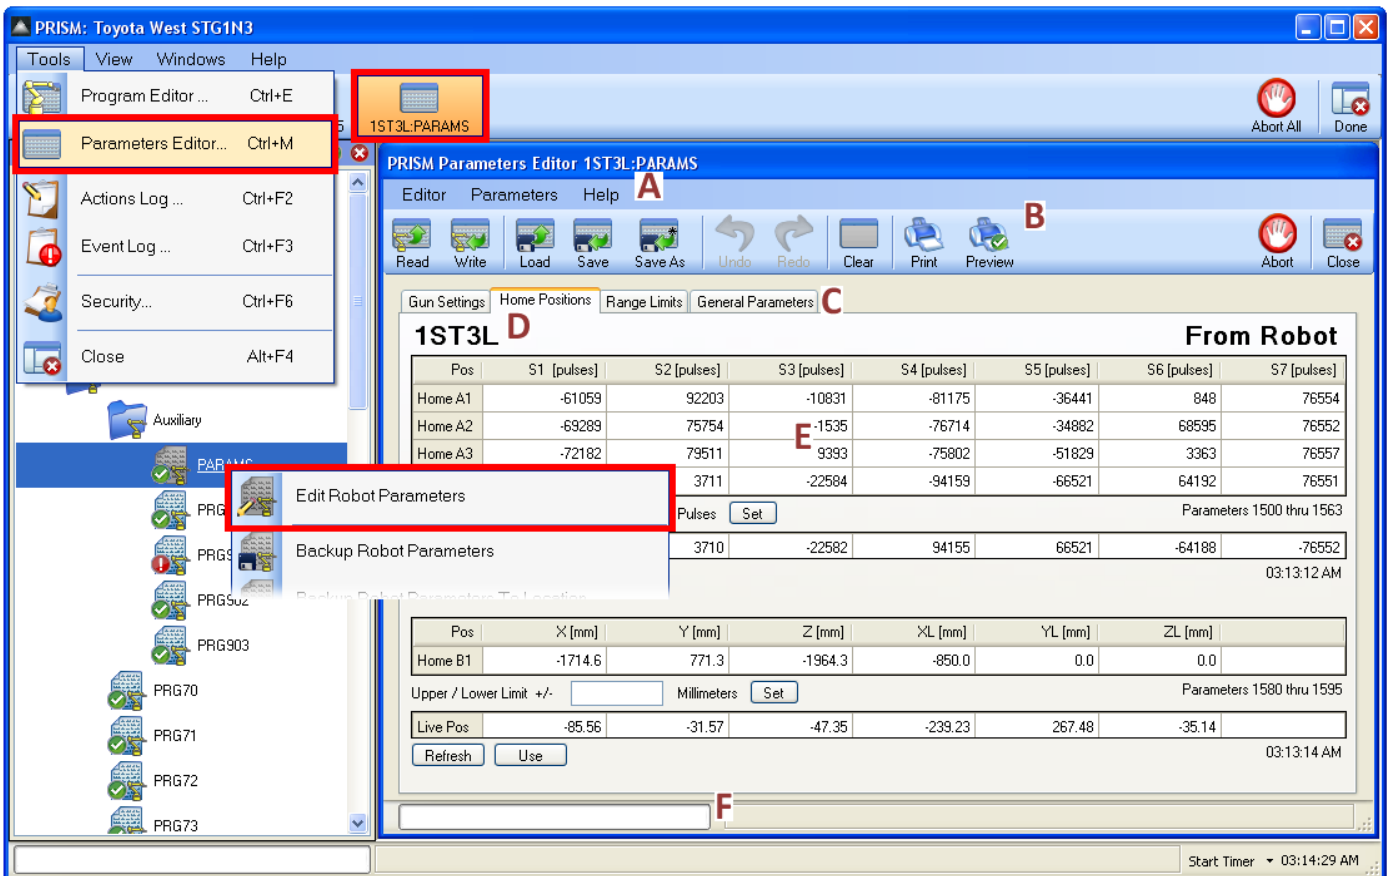 PRISM: Toyota West STG1N3
Tools View Windows Help
Program Editor ... Ctrl+E
Parameters Editor... Ctrl+M
Actions Log ... Ctrl+F2
Event Log ... Ctrl+F3
Security... Ctrl+F6
Close Alt+F4
5
1ST3L:PARAMS
Abort All Done
PRISM Parameters Editor 1ST3L:PARAMS
Editor Parameters Help A
B
Read Write Load Save Save As Undo Redo Clear Print Preview Abort Close
Gun Settings Home Positions Range Limits General Parameters C
1ST3L D From Robot
Pos S1 [pulses] S2 [pulses] S3 [pulses] S4 [pulses] S5 [pulses] S6 [pulses] S7 [pulses]
Home A1 -61059 92203 -10831 -81175 -36441 848 76554
Home A2 -69289 75754 -1535 -76714 -34882 68595 76552
E
Home A3 -72182 79511 9393 -75802 -51829 3363 76557
3711 -22584 -94159 -66521 64192 76551
Pulses Set Parameters 1500 thru 1563
3710 -22582 94155 66521 -64188 -76552
03:13:12 AM
Pos X [mm] Y [mm] Z [mm] XL [mm] YL [mm] ZL [mm]
Home B1 -1714.6 771.3 -1964.3 -850.0 0.0 0.0
Upper / Lower Limit +/- Millimeters Set Parameters 1580 thru 1595
Live Pos -85.56 -31.57 -47.35 -239.23 267.48 -35.14
Refresh Use 03:13:14 AM
F
Auxiliary
PARAMS
Edit Robot Parameters
Backup Robot Parameters
Backup Robot Parameters To Location
PRG
PRG9
PRG902
PRG903
PRG70
PRG71
PRG72
PRG73
Start Timer 03:14:29 AM